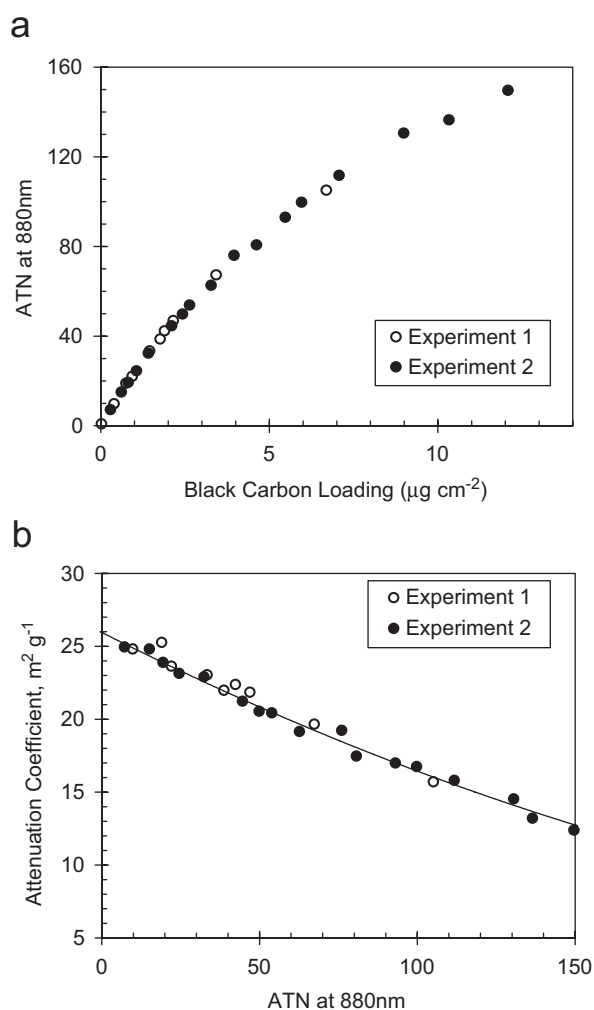 a
160
120
80
40
0
ATN at 880nm
Experiment 1
Experiment 2
0 5 10
Black Carbon Loading (μg cm-2)
b
30
25
20
15
10
5
Attenuation Coefficient, m2 g-1
Experiment 1
Experiment 2
0 50 100 150
ATN at 880nm